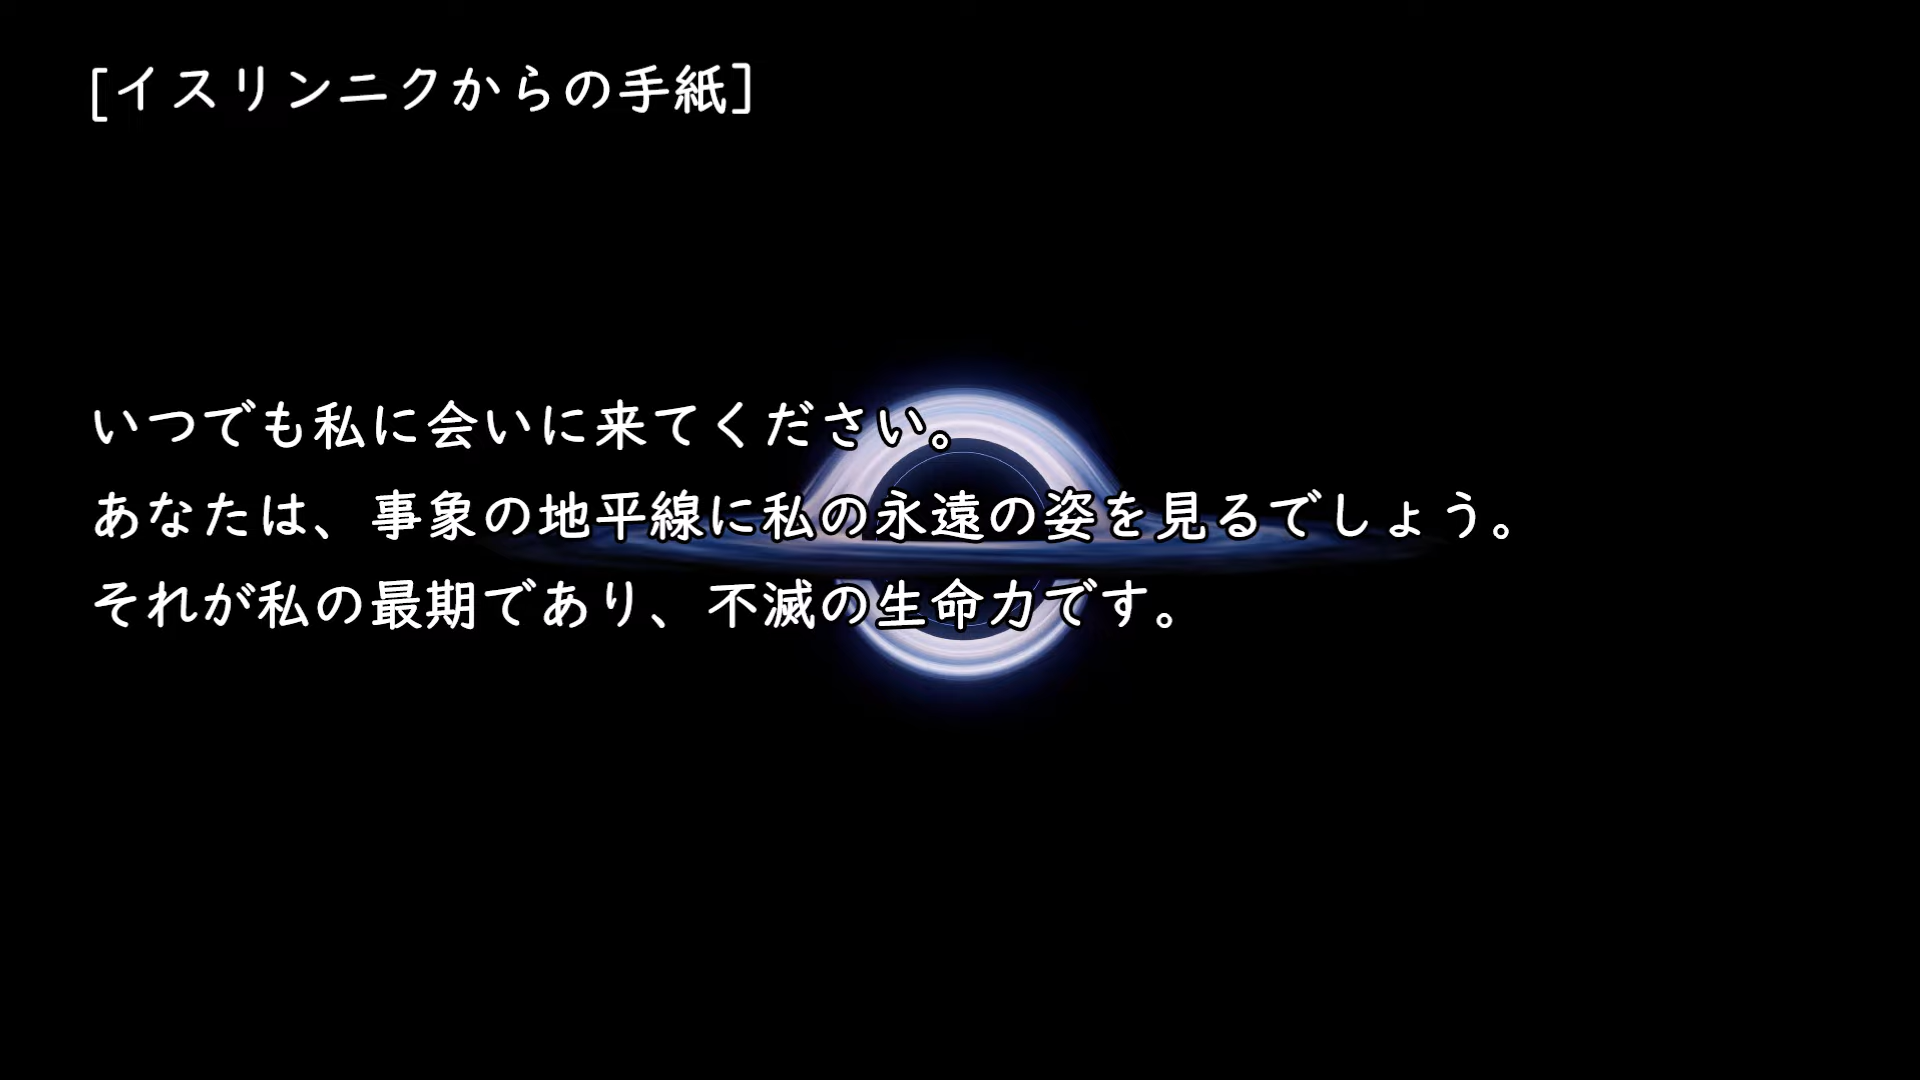 [イスリンニクからの手紙]
いつでも私に会いに来てください。
あなたは、事象の地平線に私の永遠の姿を見るでしょう。
それが私の最期であり、不滅の生命力です。